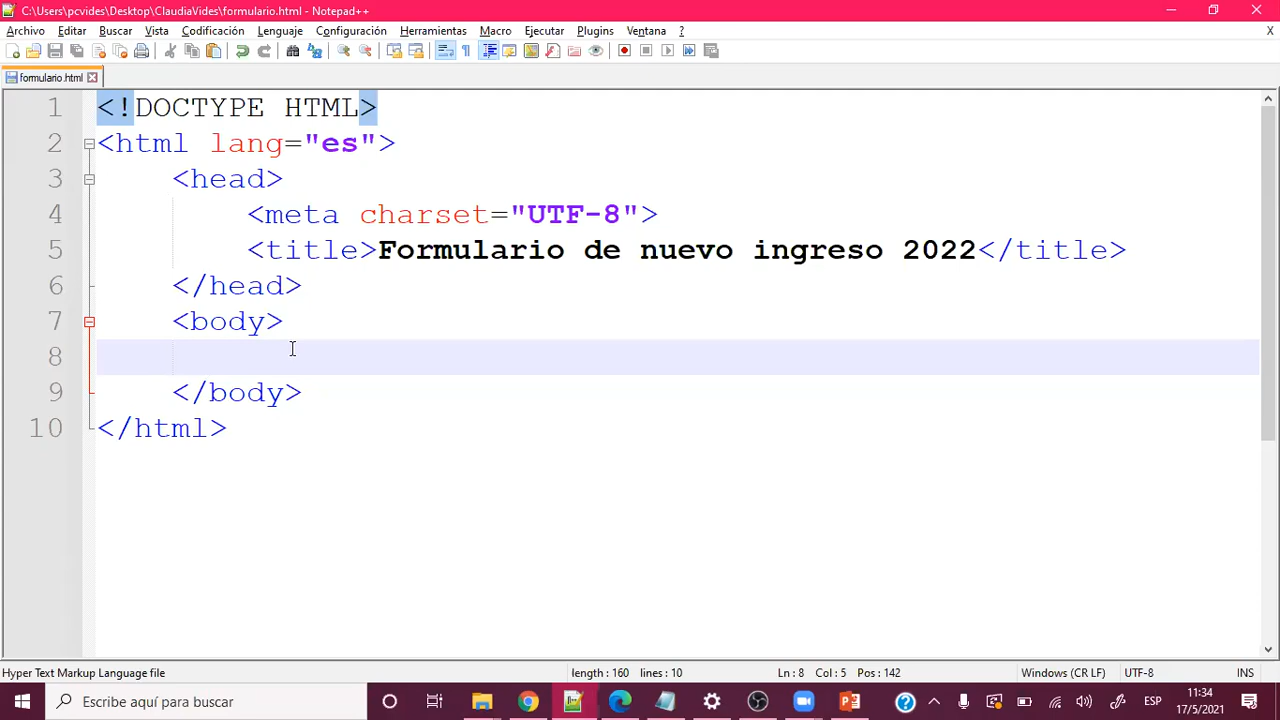 C:\Users\pcvides\Desktop\ClaudiaVides\formulario.html - Notepad++
Archivo Editar Buscar Vista Codificación Lenguaje Configuración Herramientas Macro Ejecutar Plugins Ventana ? X
formulario.html
1 <!DOCTYPE HTML>
2 <html lang="es">
3 <head>
4 <meta charset="UTF-8">
5 <title>Formulario de nuevo ingreso 2022</title>
6 </head>
7 <body>
8
9 </body>
10 </html>
Hyper Text Markup Language file length : 160 lines : 10 Ln : 8 Col : 5 Pos : 142 Windows (CR LF) UTF-8 INS
Escribe aquí para buscar ESP 11:34
17/5/2021